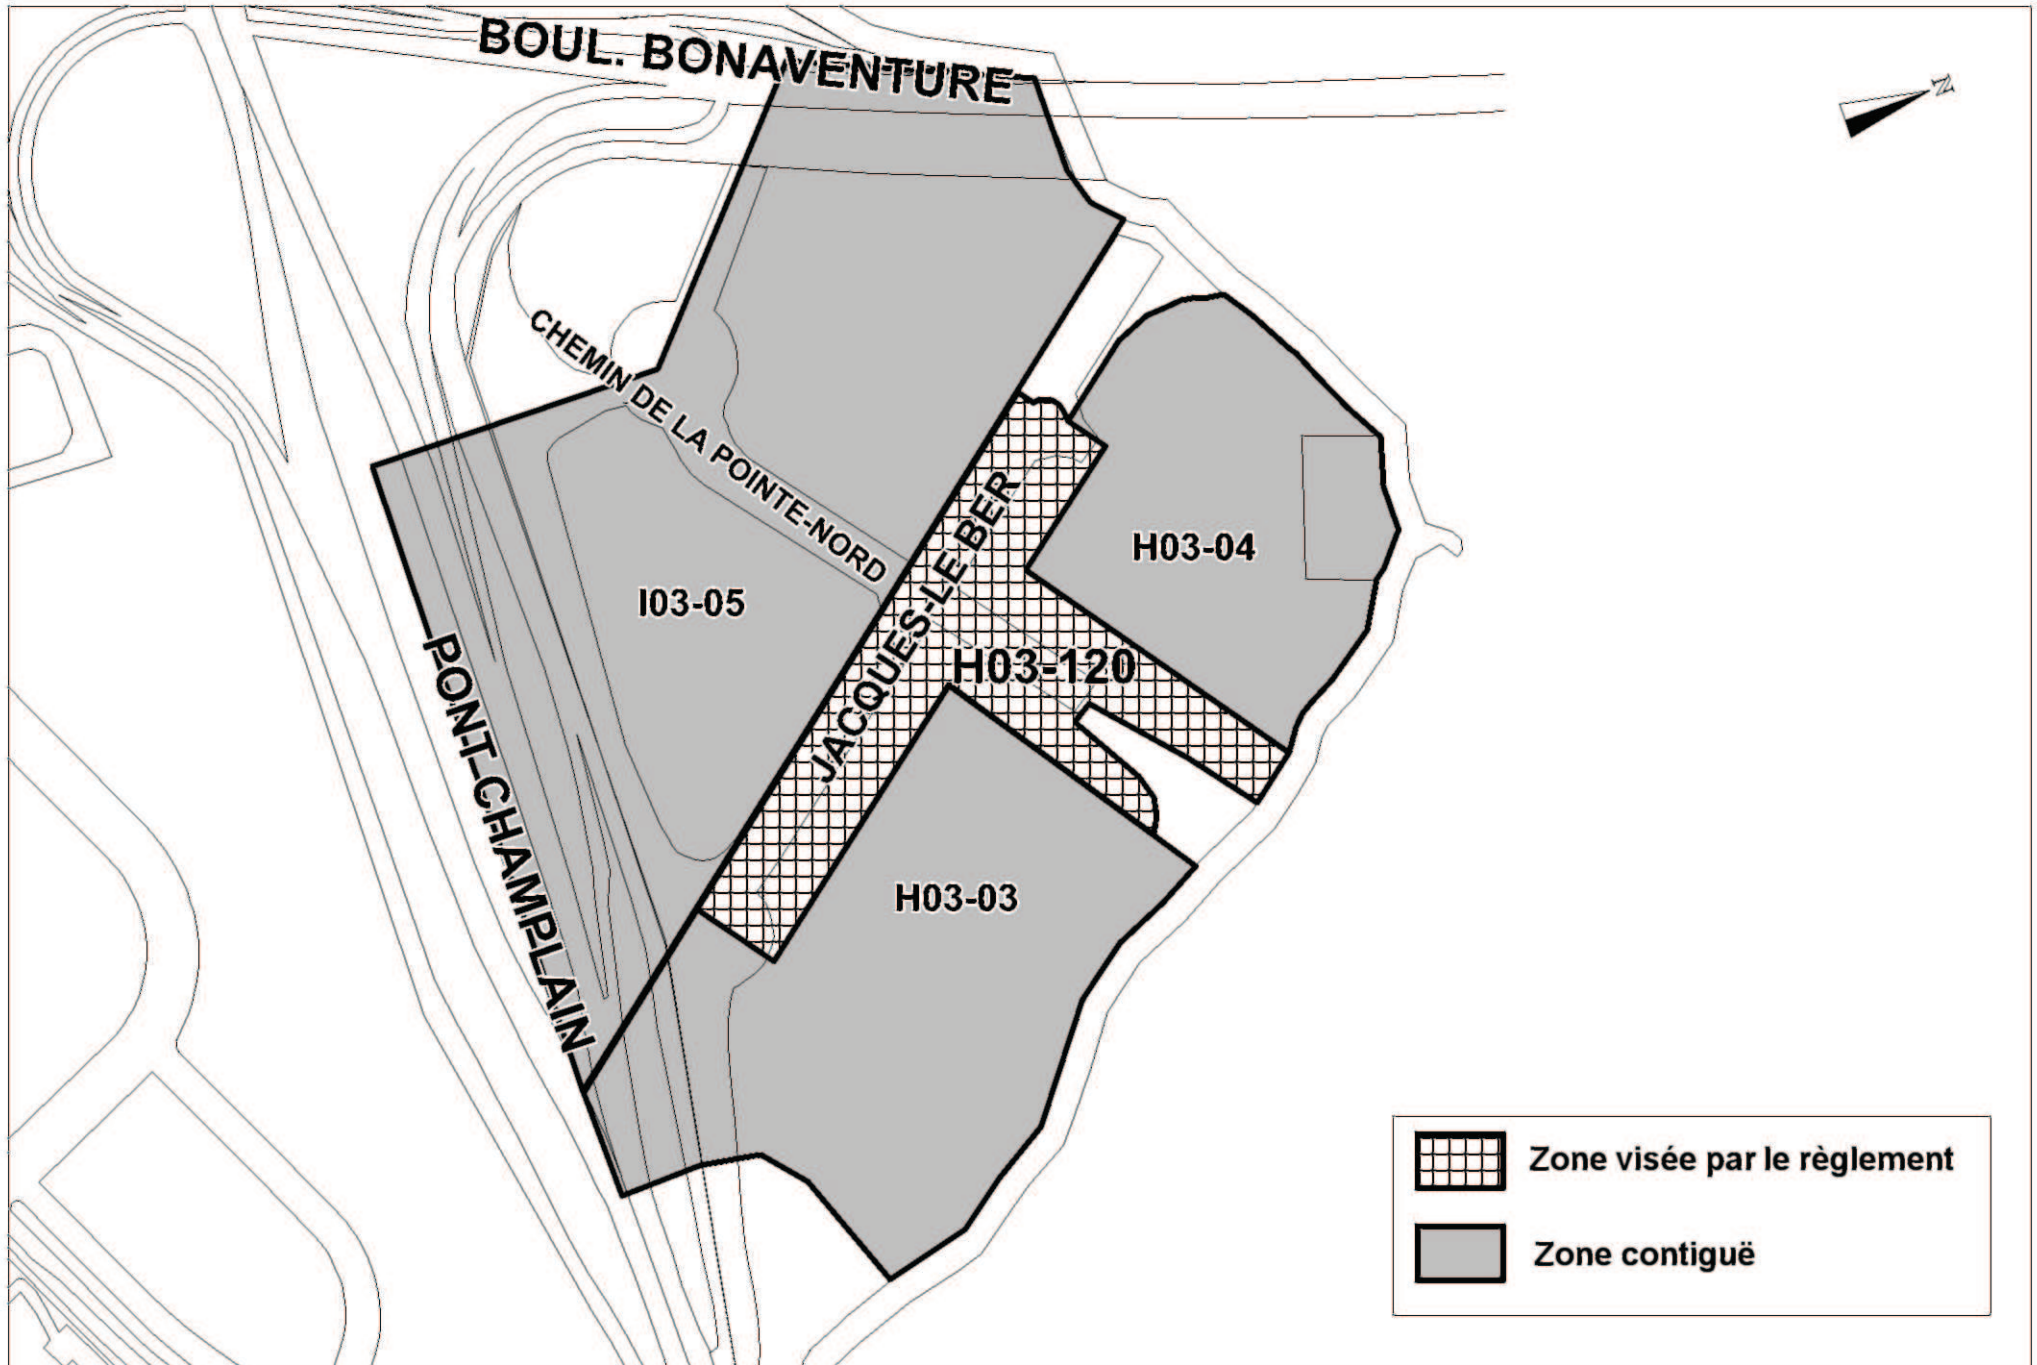 BOUL. BONAVENTURE
N
CHEMIN DE LA POINTE-NORD
JACQUES-LE-BER
H03-04
I03-05
H03-120
PONT-CHAMPLAIN
H03-03
Zone visée par le règlement
Zone contiguë